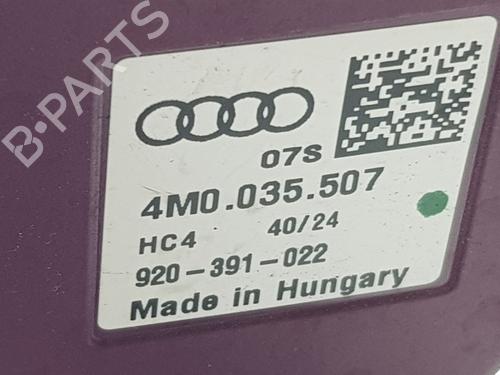 B-PARTS
07S
4M0.035.507
HC4 40/24
920-391-022
Made in Hungary